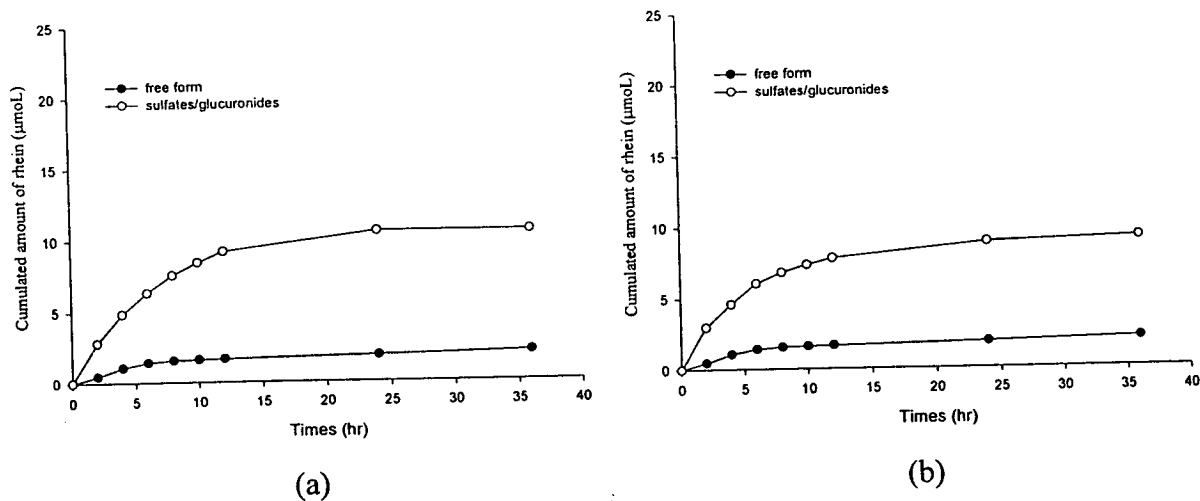 25
20
15
10
5
0
Cumulated amount of rhein (μmoL)
free form
sulfates/glucuronides
0 5 10 15 20 25 30 35 40
Times (hr)
(a)
25
20
15
10
5
0
Cumulated amount of rhein (μmoL)
free form
sulfates/glucuronides
0 5 10 15 20 25 30 35 40
Times (hr)
(b)